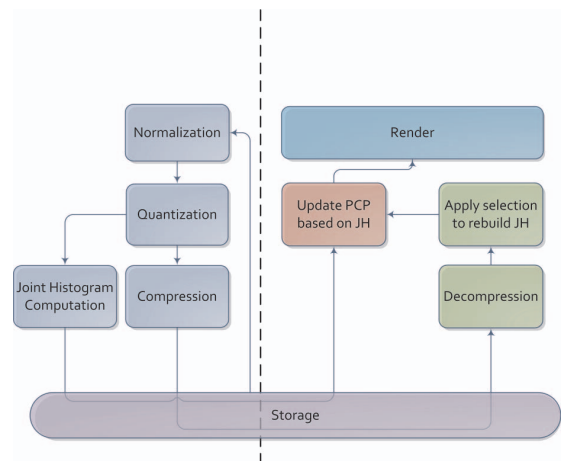 Normalization
Render
Quantization
Update PCP
based on JH
Apply selection
to rebuild JH
Joint Histogram
Computation
Compression
Decompression
Storage